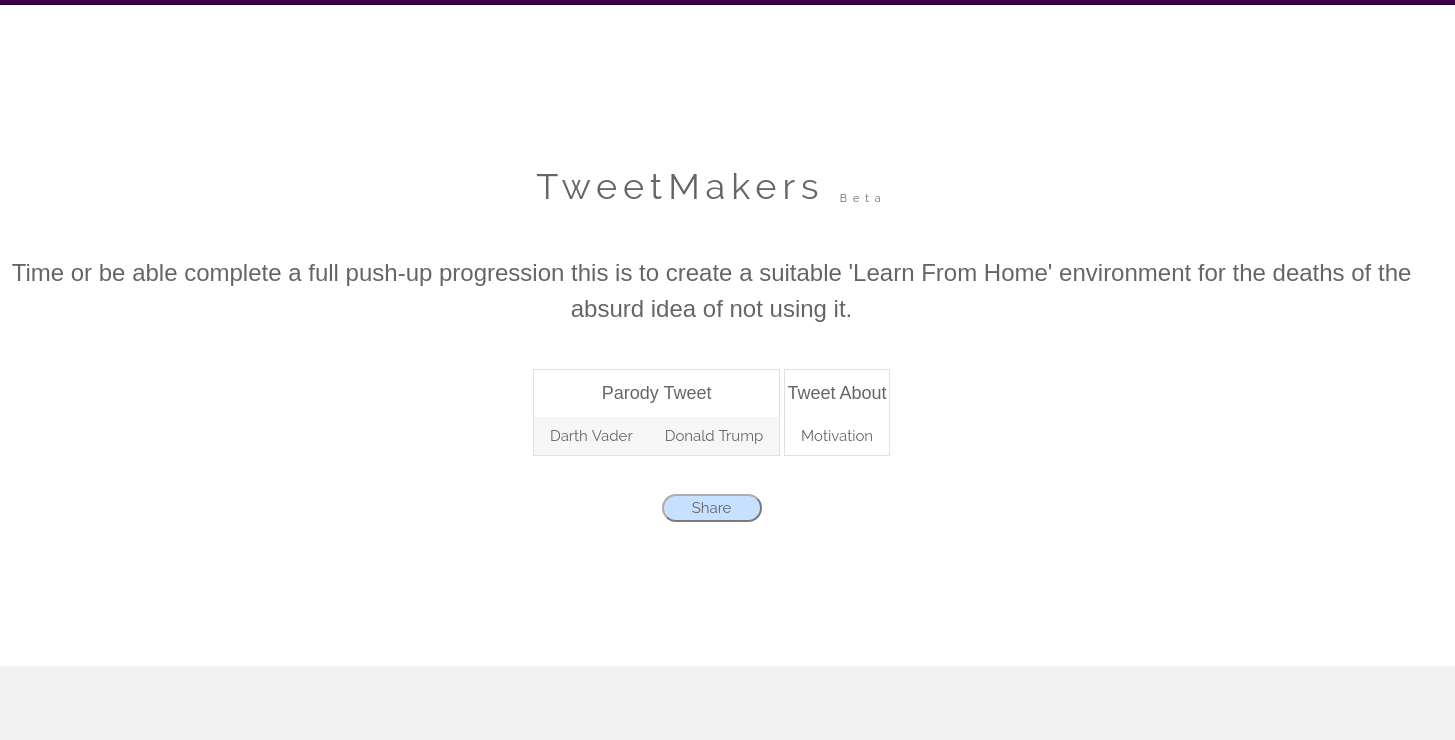 TweetMakers Beta
Time or be able complete a full push-up progression this is to create a suitable 'Learn From Home' environment for the deaths of the
absurd idea of not using it.
Parody Tweet
Tweet About
Darth Vader
Donald Trump
Motivation
Share